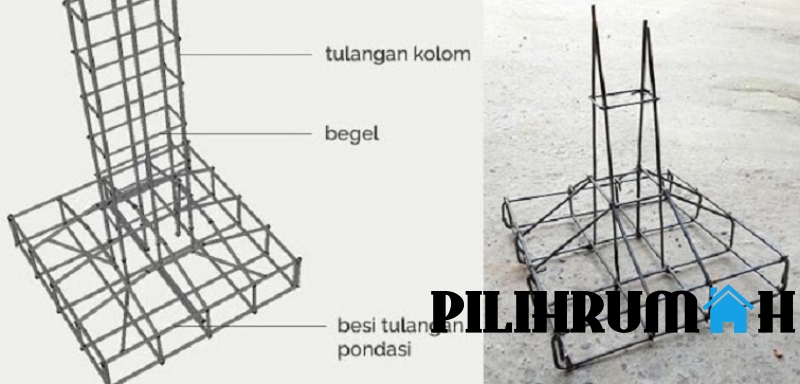 tulangan kolom
begel
besi tulangan
pondasi
PILIHRUMAH